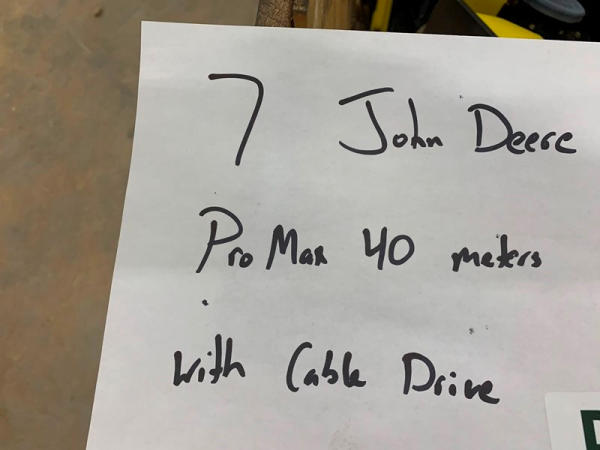 7 John Deere
Pro Max 40 meters
with Cable Drive